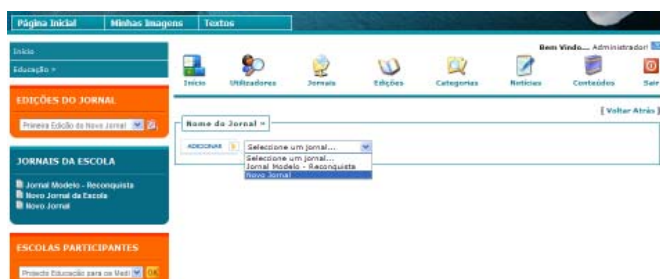 Página Inicial
Minhas Imagens
Textos
Início
Educação »
Bem Vindo... Administrador!
Início
Utilizadores
Jornais
Edições
Categorias
Notícias
Conteúdos
Sair
EDIÇÕES DO JORNAL
Primeira Edição do Novo Jornal
[ Voltar Atrás ]
Nome do Jornal »
ADICIONAR
Seleccione um jornal...
Seleccione um jornal...
Jornal Modelo - Reconquista
Novo Jornal
JORNAIS DA ESCOLA
Jornal Modelo - Reconquista
Novo Jornal da Escola
Novo Jornal
ESCOLAS PARTICIPANTES
Projecto Educação para os Medi
OK